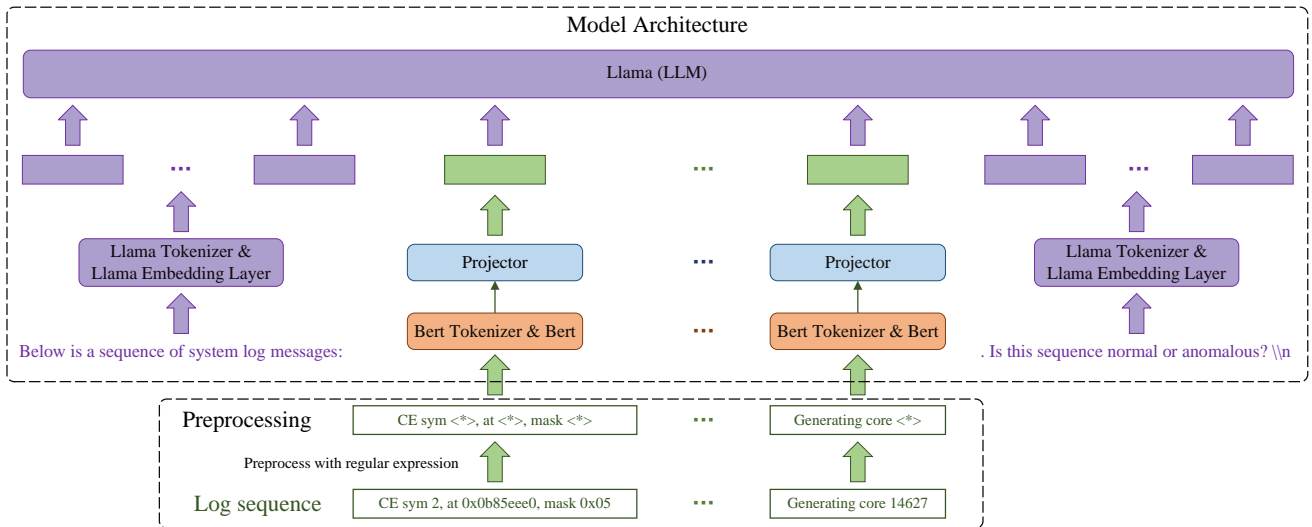 Model Architecture
Llama (LLM)
...
...
...
Llama Tokenizer &
Llama Embedding Layer
Projector
...
Projector
Llama Tokenizer &
Llama Embedding Layer
Bert Tokenizer & Bert
...
Bert Tokenizer & Bert
Below is a sequence of system log messages:
. Is this sequence normal or anomalous? \\n
Preprocessing
CE sym <*>, at <*>, mask <*>
...
Generating core <*>
Preprocess with regular expression
Log sequence
CE sym 2, at 0x0b85eee0, mask 0x05
...
Generating core 14627